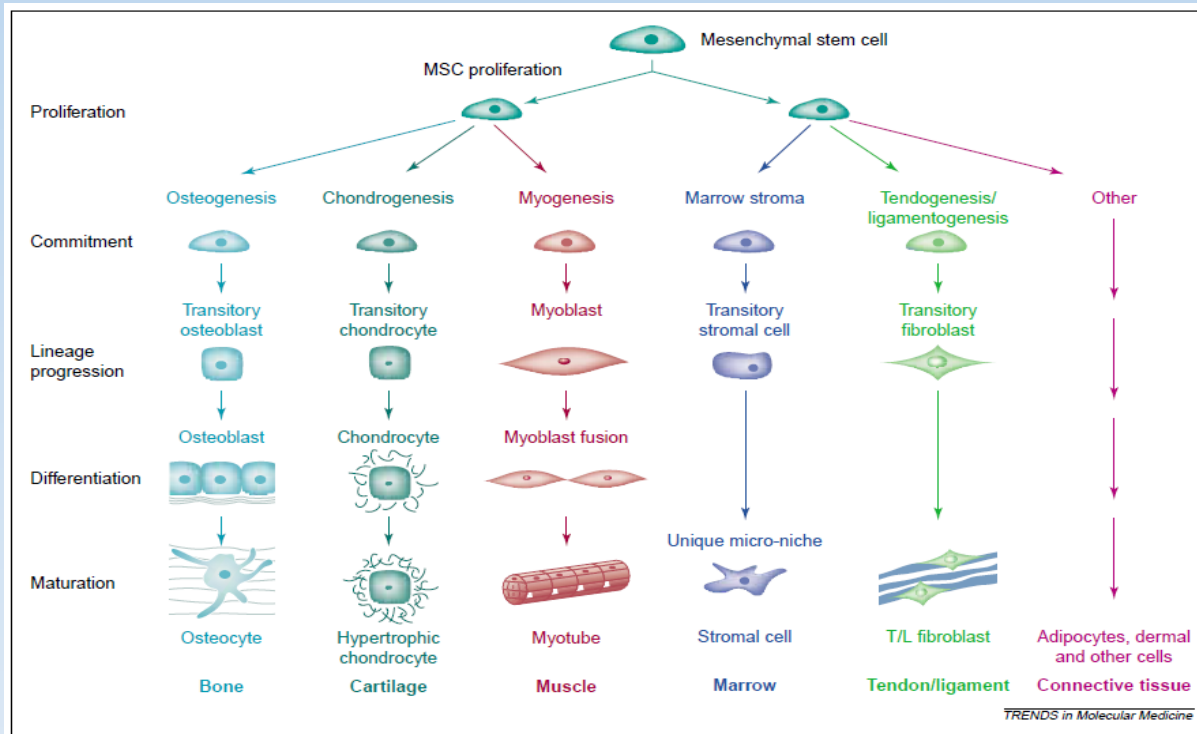 Mesenchymal stem cell
MSC proliferation
Proliferation
Osteogenesis
Chondrogenesis
Myogenesis
Marrow stroma
Tendogenesis/
ligamentogenesis
Other
Commitment
Transitory
osteoblast
Transitory
chondrocyte
Myoblast
Transitory
stromal cell
Transitory
fibroblast
Lineage
progression
Osteoblast
Chondrocyte
Myoblast fusion
Differentiation
Unique micro-niche
Maturation
Osteocyte
Hypertrophic
chondrocyte
Myotube
Stromal cell
T/L fibroblast
Adipocytes, dermal
and other cells
Bone
Cartilage
Muscle
Marrow
Tendon/ligament
Connective tissue
TRENDS in Molecular Medicine